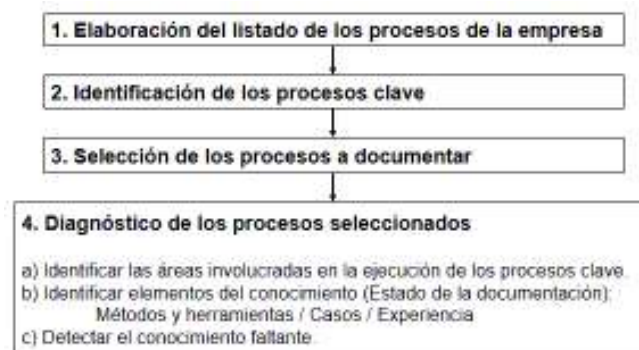 1. Elaboración del listado de los procesos de la empresa
2. Identificación de los procesos clave
3. Selección de los procesos a documentar
4. Diagnóstico de los procesos seleccionados
a) Identificar las áreas involucradas en la ejecución de los procesos clave.
b) Identificar elementos del conocimiento (Estado de la documentación):
Métodos y herramientas / Casos / Experiencia
c) Detectar el conocimiento faltante.